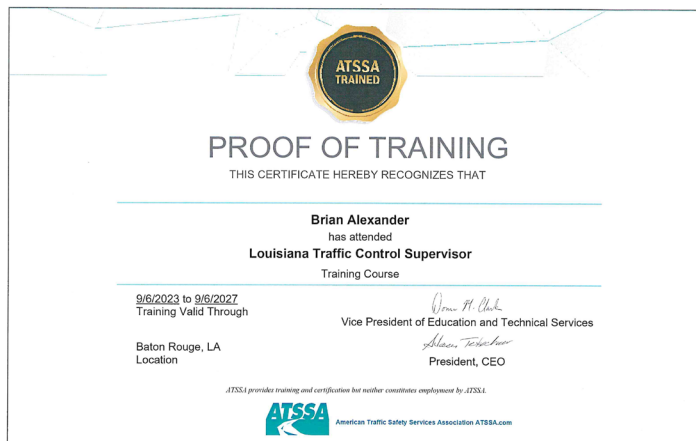 ATSSA
TRAINED
PROOF OF TRAINING
THIS CERTIFICATE HEREBY RECOGNIZES THAT
Brian Alexander
has attended
Louisiana Traffic Control Supervisor
Training Course
9/6/2023 to 9/6/2027
Training Valid Through
Vice President of Education and Technical Services
Baton Rouge, LA
Location
President, CEO
ATSSA provides training and certification but neither constitutes employment by ATSSA.
ATSSA
American Traffic Safety Services Association ATSSA.com